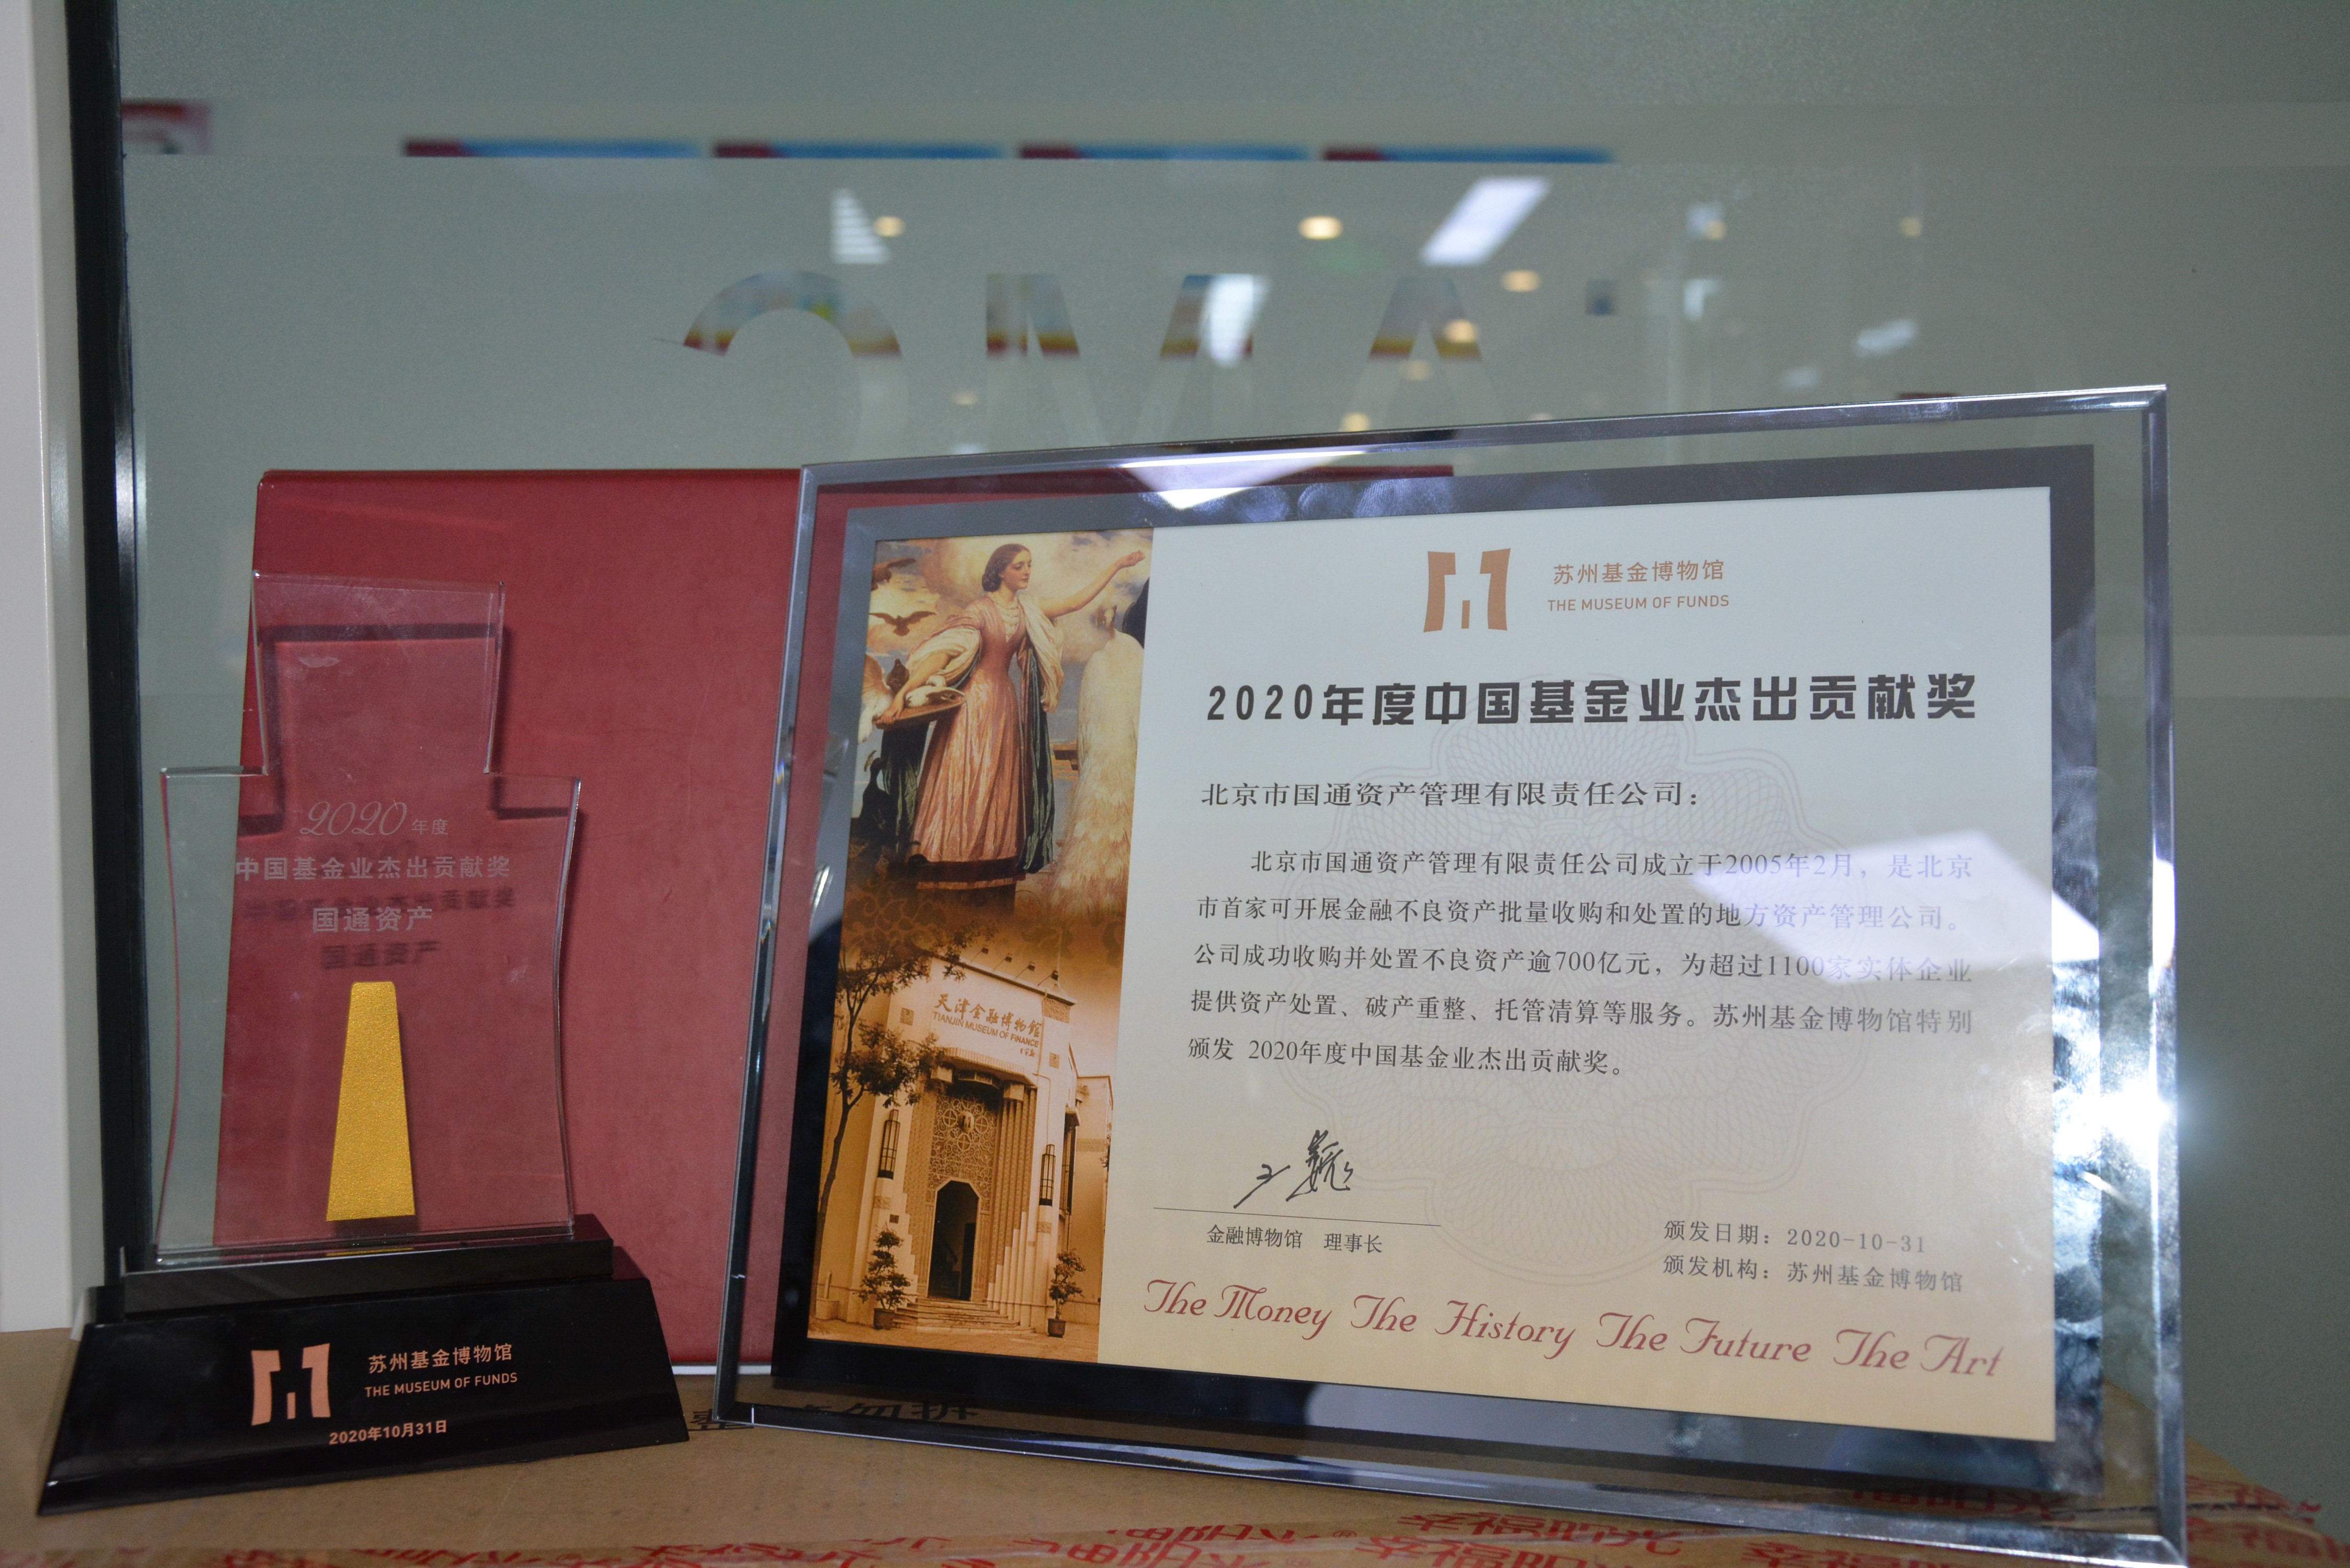 2020年度
中国基金业杰出贡献奖
国通资产
苏州基金博物馆
THE MUSEUM OF FUNDS
2020年10月31日
苏州基金博物馆
THE MUSEUM OF FUNDS
2020年度中国基金业杰出贡献奖
北京市国通资产管理有限责任公司：
北京市国通资产管理有限责任公司成立于2005年2月，是北京
市首家可开展金融不良资产批量收购和处置的地方资产管理公司。
公司成功收购并处置不良资产逾700亿元，为超过1100家实体企业
提供资产处置、破产重整、托管清算等服务。苏州基金博物馆特别
颁发 2020年度中国基金业杰出贡献奖。
天津金融博物馆
TIANJIN MUSEUM OF FINANCE
王巍
金融博物馆 理事长
颁发日期：2020-10-31
颁发机构：苏州基金博物馆
The Money The History The Future The Art
幸福阳光